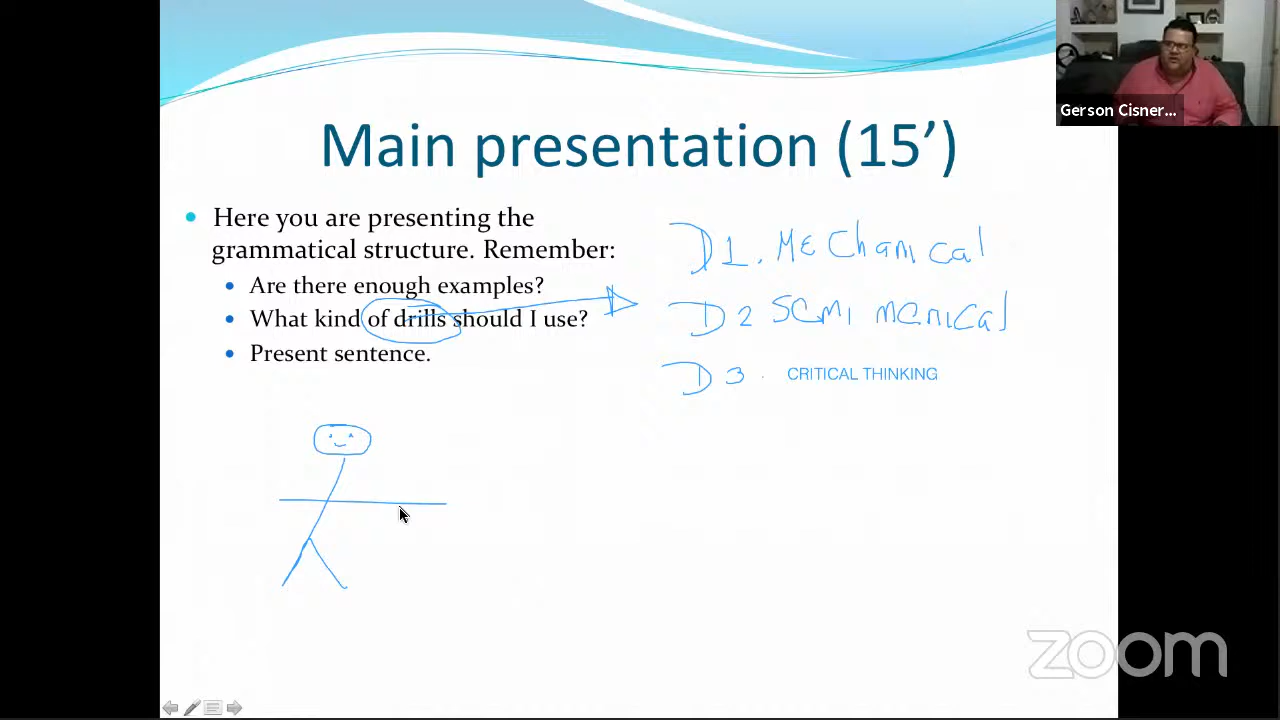 Gerson Cisner...
Main presentation (15’)
Here you are presenting the
grammatical structure. Remember:
Are there enough examples?
What kind of drills should I use?
Present sentence.
D1. MEChanical
D2 SEMI MENICal
D3 . CRITICAL THINKING
zoom